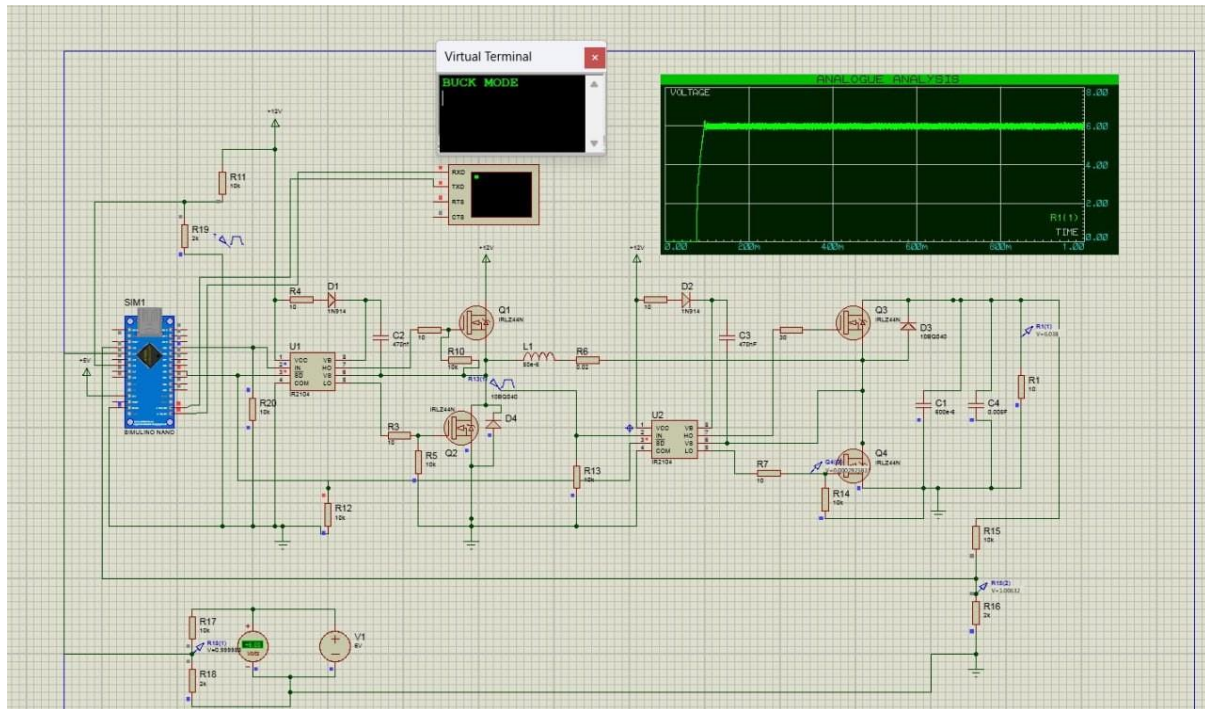 Virtual Terminal
BUCK MODE
ANALOGUE ANALYSIS
VOLTAGE
8.00
6.00
4.00
2.00
0.00
R1(1)
TIME
0.00
200m
400m
600m
800m
1.00
+12V
R11
10k
RXD
TXD
RTS
CTS
R19
2k
+12V
+12V
SIM1
R4
10
D1
1N914
Q1
IRLZ44N
10
D2
1N914
Q3
IRLZ44N
D3
10BQ040
R1(1)
C2
470nF
10
C3
470nF
30
+5V
U1
VCC
IN
SD
COM
VB
HO
VS
LO
IR2104
R10
10k
L1
R6
0.02
R1
10
SIMULINO NANO
R20
10k
10BQ040
IRLZ44N
D4
C1
C4
R3
10
Q2
U2
VCC
IN
SD
COM
VB
HO
VS
LO
IR2104
R5
10k
R13
10k
R7
10
Q4
IRLZ44N
R14
10k
R12
10k
R15
10k
R16
2k
R17
10k
Volts
V1
6V
R18
2k